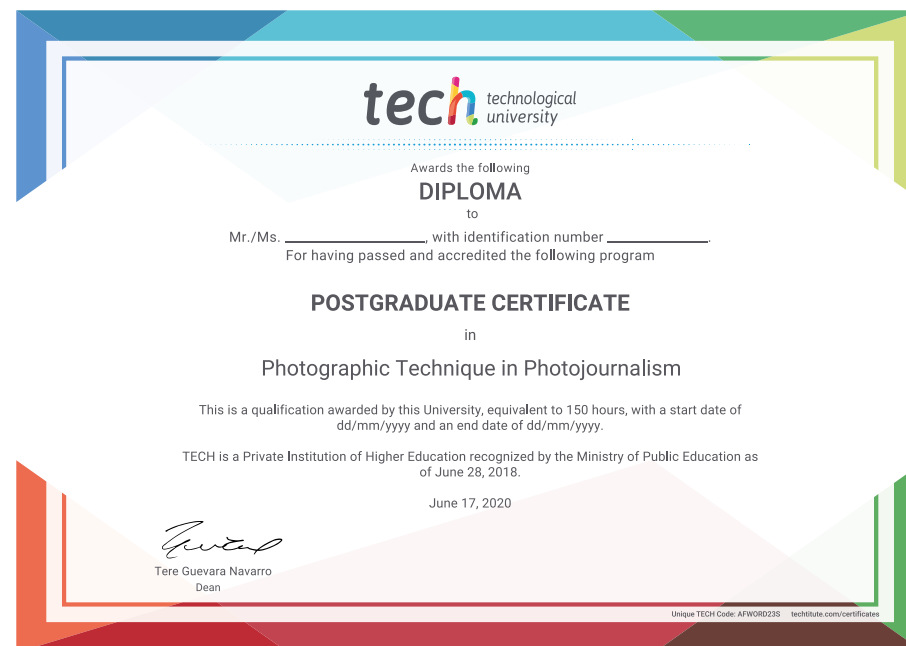 tech technological
university
Awards the following
DIPLOMA
to
Mr./Ms. ____________________, with identification number ______________.
For having passed and accredited the following program
POSTGRADUATE CERTIFICATE
in
Photographic Technique in Photojournalism
This is a qualification awarded by this University, equivalent to 150 hours, with a start date of
dd/mm/yyyy and an end date of dd/mm/yyyy.
TECH is a Private Institution of Higher Education recognized by the Ministry of Public Education as
of June 28, 2018.
June 17, 2020
Tere Guevara Navarro
Dean
Unique TECH Code: AFWORD23S techtitute.com/certificates